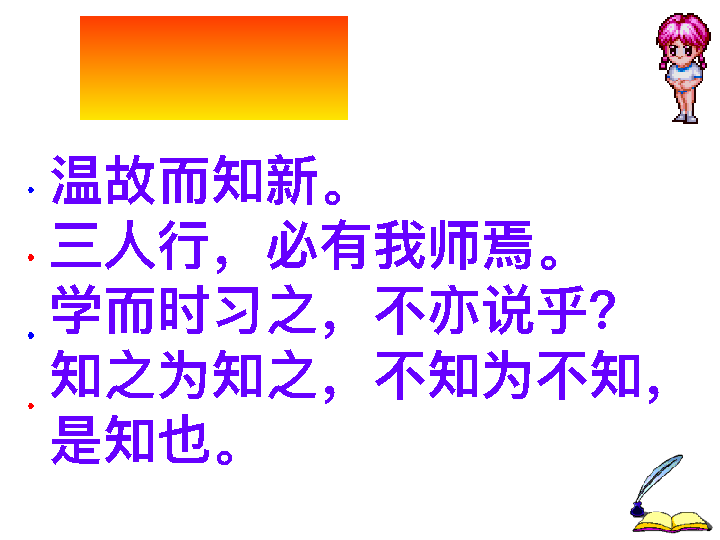 温故而知新。
三人行，必有我师焉。
学而时习之，不亦说乎?
知之为知之，不知为不知，
是知也。